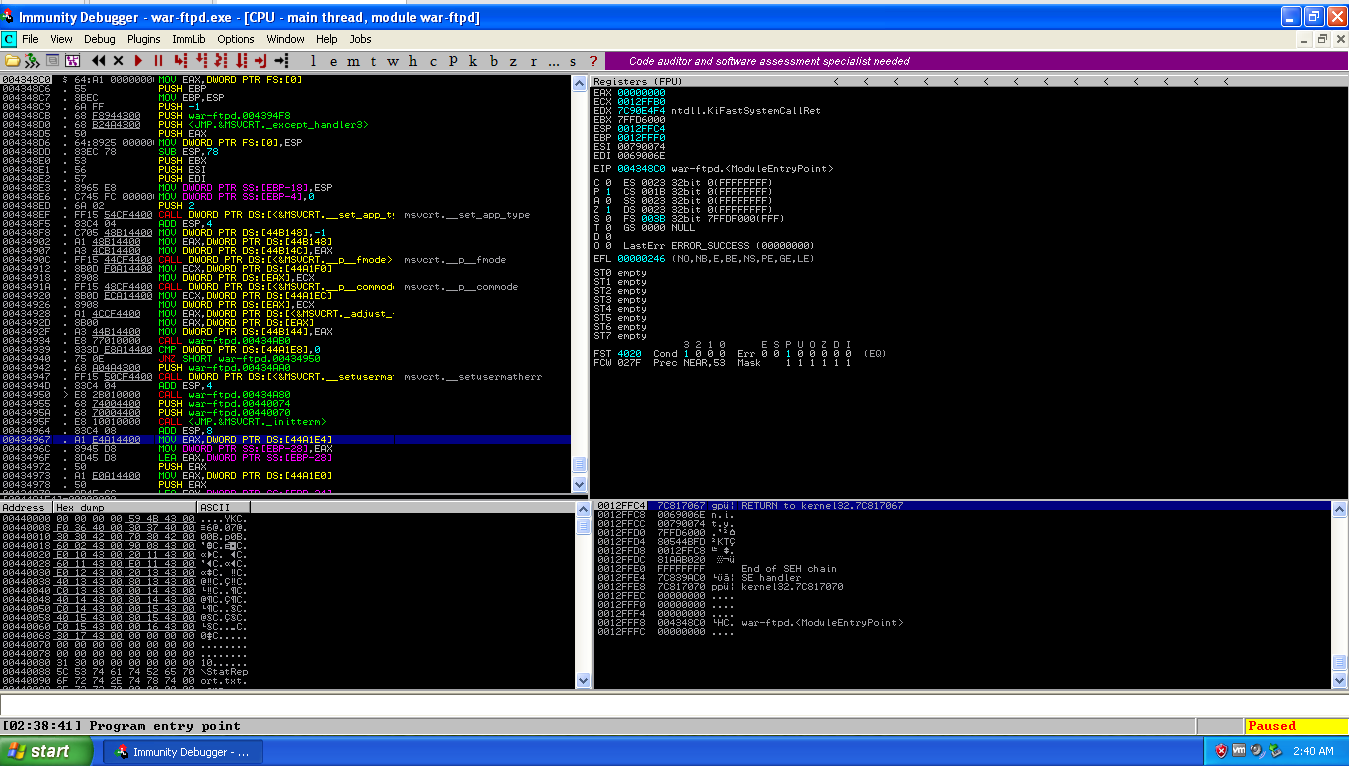 Immunity Debugger - war-ftpd.exe - [CPU - main thread, module war-ftpd]
C File View Debug Plugins ImmLib Options Window Help Jobs
l e m t w h c P k b z r ... s ? Code auditor and software assessment specialist needed
004348C0 $ 64:A1 0000000 MOV EAX,DWORD PTR FS:[0]
004348C6 . 55 PUSH EBP
004348C7 . 8BEC MOV EBP,ESP
004348C9 . 6A FF PUSH -1
004348CB . 68 F8944300 PUSH war-ftpd.004394F8
004348D0 . 68 B24A4300 PUSH <JMP.&MSVCRT._except_handler3>
004348D5 . 50 PUSH EAX
004348D6 . 64:8925 00000 MOV DWORD PTR FS:[0],ESP
004348DD . 83EC 78 SUB ESP,78
004348E0 . 53 PUSH EBX
004348E1 . 56 PUSH ESI
004348E2 . 57 PUSH EDI
004348E3 . 8965 E8 MOV DWORD PTR SS:[EBP-18],ESP
004348E6 . C745 FC 00000 MOV DWORD PTR SS:[EBP-4],0
004348ED . 6A 02 PUSH 2
004348EF . FF15 54CF4400 CALL DWORD PTR DS:[<&MSVCRT.__set_app_ty msvcrt.__set_app_type
004348F5 . 83C4 04 ADD ESP,4
004348F8 . C705 48B14400 MOV DWORD PTR DS:[44B148],-1
00434902 . A1 48B14400 MOV EAX,DWORD PTR DS:[44B148]
00434907 . A3 4CB14400 MOV DWORD PTR DS:[44B14C],EAX
0043490C . FF15 44CF4400 CALL DWORD PTR DS:[<&MSVCRT.__p__fmode> msvcrt.__p__fmode
00434912 . 8B0D F0A14400 MOV ECX,DWORD PTR DS:[44A1F0]
00434918 . 8908 MOV DWORD PTR DS:[EAX],ECX
0043491A . FF15 48CF4400 CALL DWORD PTR DS:[<&MSVCRT.__p__commode msvcrt.__p__commode
00434920 . 8B0D ECA14400 MOV ECX,DWORD PTR DS:[44A1EC]
00434926 . 8908 MOV DWORD PTR DS:[EAX],ECX
00434928 . A1 4CCF4400 MOV EAX,DWORD PTR DS:[<&MSVCRT._adjust_
0043492D . 8B00 MOV EAX,DWORD PTR DS:[EAX]
0043492F . A3 44B14400 MOV DWORD PTR DS:[44B144],EAX
00434934 . E8 77010000 CALL war-ftpd.00434AB0
00434939 . 833D E8A14400 CMP DWORD PTR DS:[44A1E8],0
00434940 . 75 0E JNZ SHORT war-ftpd.00434950
00434942 . 68 A04A4300 PUSH war-ftpd.00434AA0
00434947 . FF15 50CF4400 CALL DWORD PTR DS:[<&MSVCRT.__setusermat msvcrt.__setusermatherr
0043494D . 83C4 04 ADD ESP,4
00434950 > E8 2B010000 CALL war-ftpd.00434A80
00434955 . 68 74004400 PUSH war-ftpd.00440074
0043495A . 68 70004400 PUSH war-ftpd.00440070
0043495F . E8 10010000 CALL <JMP.&MSVCRT._initterm>
00434964 . 83C4 08 ADD ESP,8
00434967 . A1 E4A14400 MOV EAX,DWORD PTR DS:[44A1E4]
0043496C . 8945 D8 MOV DWORD PTR SS:[EBP-28],EAX
0043496F . 8D45 D8 LEA EAX,DWORD PTR SS:[EBP-28]
00434972 . 50 PUSH EAX
00434973 . A1 E0A14400 MOV EAX,DWORD PTR DS:[44A1E0]
00434978 . 50 PUSH EAX
Registers (FPU) < < < < < < < < < < < < < <
EAX 00000000
ECX 0012FFB0
EDX 7C90E4F4 ntdll.KiFastSystemCallRet
EBX 7FFD6000
ESP 0012FFC4
EBP 0012FFF0
ESI 00790074
EDI 0069006E
EIP 004348C0 war-ftpd.<ModuleEntryPoint>
C 0 ES 0023 32bit 0(FFFFFFFF)
P 1 CS 001B 32bit 0(FFFFFFFF)
A 0 SS 0023 32bit 0(FFFFFFFF)
Z 1 DS 0023 32bit 0(FFFFFFFF)
S 0 FS 003B 32bit 7FFDF000(FFF)
T 0 GS 0000 NULL
D 0
O 0 LastErr ERROR_SUCCESS (00000000)
EFL 00000246 (NO,NB,E,BE,NS,PE,GE,LE)
ST0 empty
ST1 empty
ST2 empty
ST3 empty
ST4 empty
ST5 empty
ST6 empty
ST7 empty
3 2 1 0 E S P U O Z D I
FST 4020 Cond 1 0 0 0 Err 0 0 1 0 0 0 0 0 (EQ)
FCW 027F Prec NEAR,53 Mask 1 1 1 1 1 1
Address Hex dump ASCII
00440000 00 00 00 00 59 4B 43 00 ....YKC.
00440008 F0 36 40 00 30 37 40 00 ≡6@.07@.
00440010 30 30 42 00 70 30 42 00 00B.p0B.
00440018 60 02 43 00 90 08 43 00
00440020 E0 10 43 00 20 11 43 00
00440028 60 11 43 00 E0 11 43 00
00440030 E0 12 43 00 20 13 43 00
00440038 40 13 43 00 80 13 43 00 @‼C.Ç‼C.
00440040 C0 13 43 00 00 14 43 00 └‼C..¶C.
00440048 40 14 43 00 80 14 43 00 @¶C.Ç¶C.
00440050 C0 14 43 00 00 15 43 00 └¶C..§C.
00440058 40 15 43 00 80 15 43 00 @§C.Ç§C.
00440060 C0 15 43 00 00 16 43 00
00440068 30 17 43 00 00 00 00 00
00440070 00 00 00 00 00 00 00 00 ........
00440078 00 00 00 00 00 00 00 00 ........
00440080 31 30 00 00 00 00 00 00 10......
00440088 5C 53 74 61 74 52 65 70 \StatRep
00440090 6F 72 74 2E 74 78 74 00 ort.txt.
0012FFC4 7C817067 gpü| RETURN to kernel32.7C817067
0012FFC8 0069006E n.i.
0012FFCC 00790074 t.y.
0012FFD0 7FFD6000
0012FFD4 80544BFD
0012FFD8 0012FFC8
0012FFDC 81AAB020
0012FFE0 FFFFFFFF End of SEH chain
0012FFE4 7C839AC0 SE handler
0012FFE8 7C817070 ppü| kernel32.7C817070
0012FFEC 00000000 ....
0012FFF0 00000000 ....
0012FFF4 00000000 ....
0012FFF8 004348C0 └HC. war-ftpd.<ModuleEntryPoint>
0012FFFC 00000000 ....
[02:38:41] Program entry point
Paused
start Immunity Debugger - ... 2:40 AM